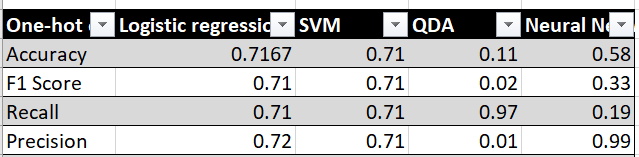 One-hot Logistic regressio SVM QDA Neural Ne
Accuracy 0.7167 0.71 0.11 0.58
F1 Score 0.71 0.71 0.02 0.33
Recall 0.71 0.71 0.97 0.19
Precision 0.72 0.71 0.01 0.99